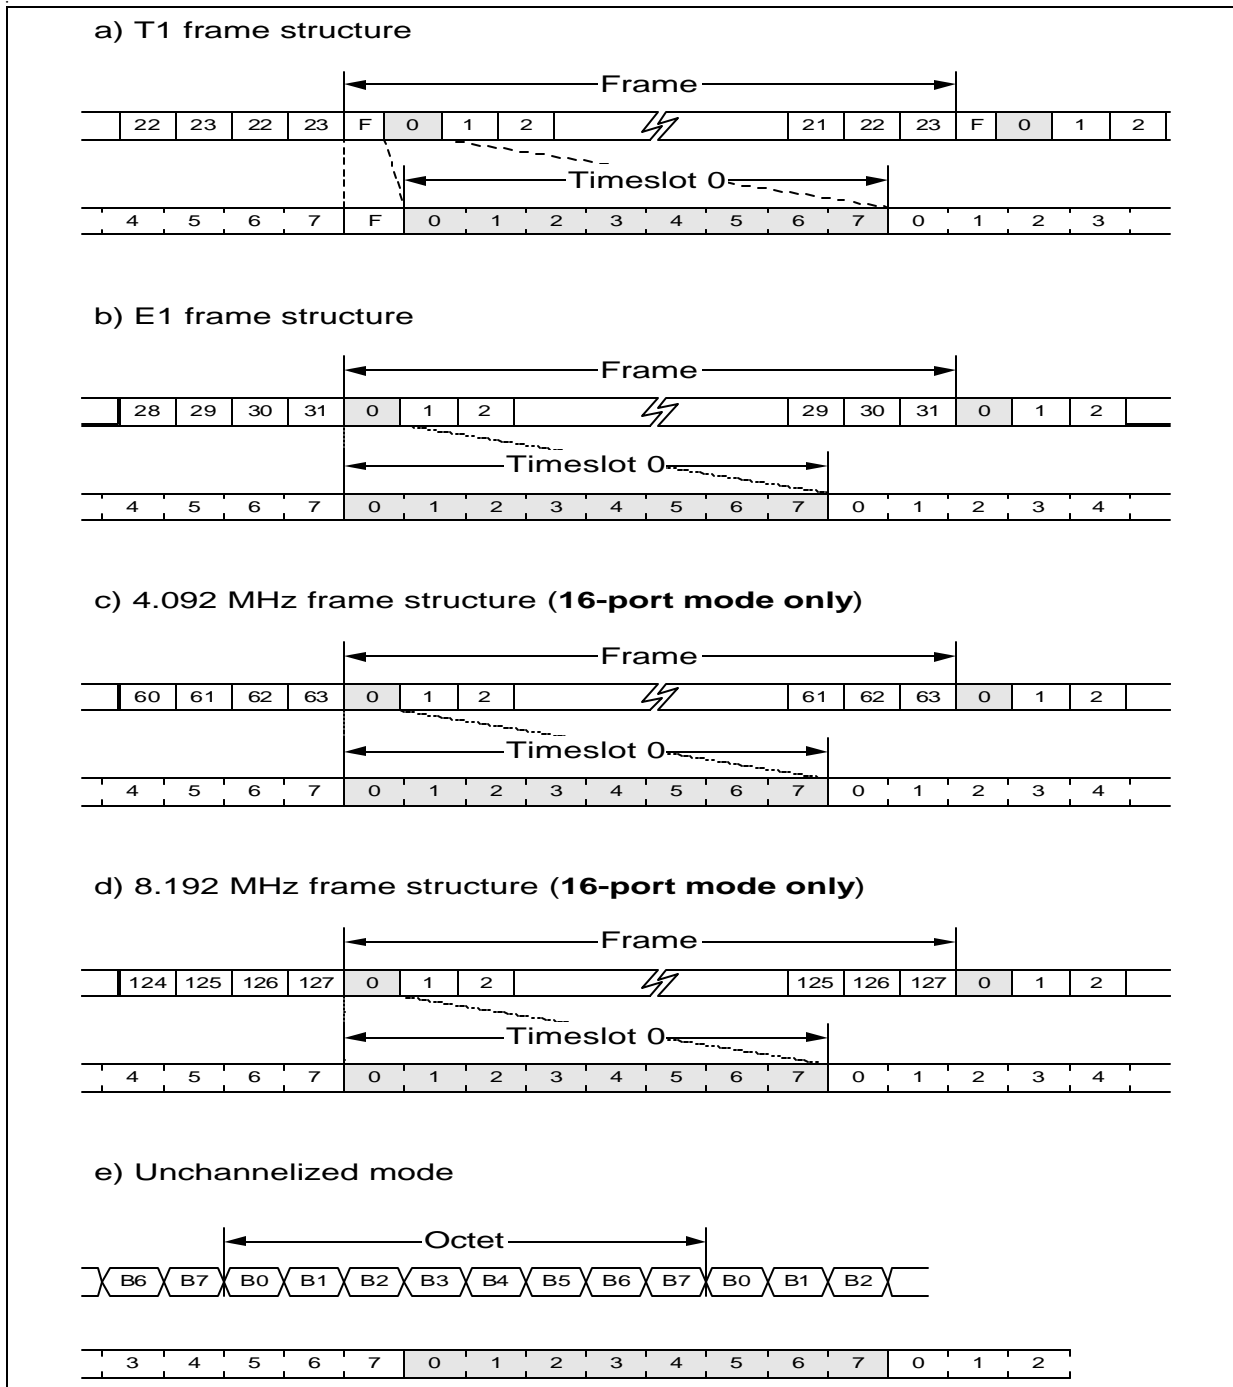 a) T1 frame structure
Frame
22 23 22 23 F 0 1 2 21 22 23 F 0 1 2
Timeslot 0
4 5 6 7 F 0 1 2 3 4 5 6 7 0 1 2 3
b) E1 frame structure
Frame
28 29 30 31 0 1 2 29 30 31 0 1 2
Timeslot 0
4 5 6 7 0 1 2 3 4 5 6 7 0 1 2 3 4
c) 4.092 MHz frame structure (16-port mode only)
Frame
60 61 62 63 0 1 2 61 62 63 0 1 2
Timeslot 0
4 5 6 7 0 1 2 3 4 5 6 7 0 1 2 3 4
d) 8.192 MHz frame structure (16-port mode only)
Frame
124 125 126 127 0 1 2 125 126 127 0 1 2
Timeslot 0
4 5 6 7 0 1 2 3 4 5 6 7 0 1 2 3 4
e) Unchannelized mode
Octet
B6 B7 B0 B1 B2 B3 B4 B5 B6 B7 B0 B1 B2
3 4 5 6 7 0 1 2 3 4 5 6 7 0 1 2